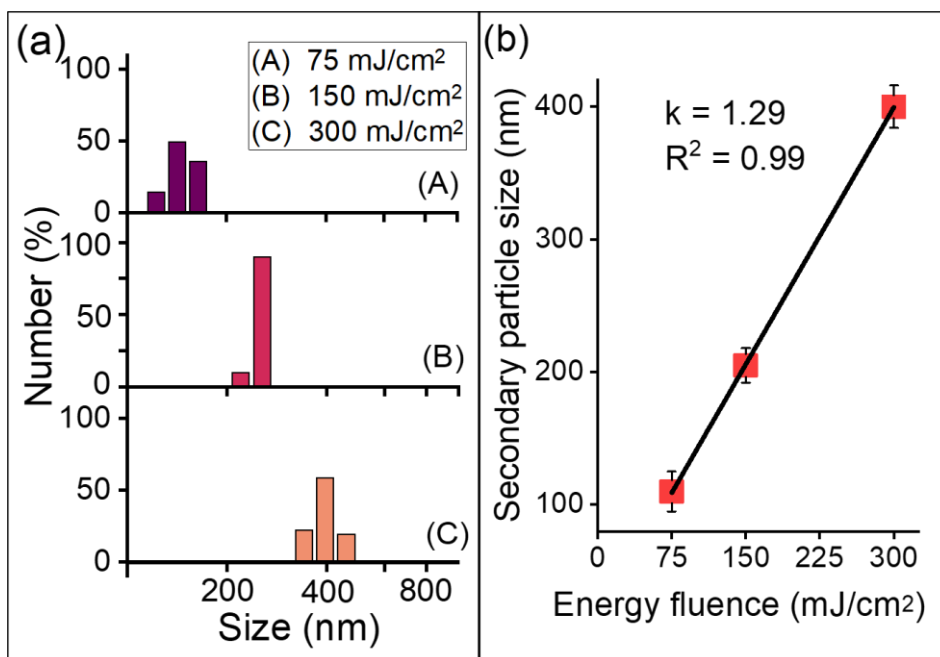 (a)
(A) 75 mJ/cm²
(B) 150 mJ/cm²
(C) 300 mJ/cm²
100
50
0
(A)
100
50
0
(B)
100
50
0
(C)
Number (%)
200 400 800
Size (nm)
(b)
k = 1.29
R² = 0.99
400
300
200
100
Secondary particle size (nm)
0 75 150 225 300
Energy fluence (mJ/cm²)